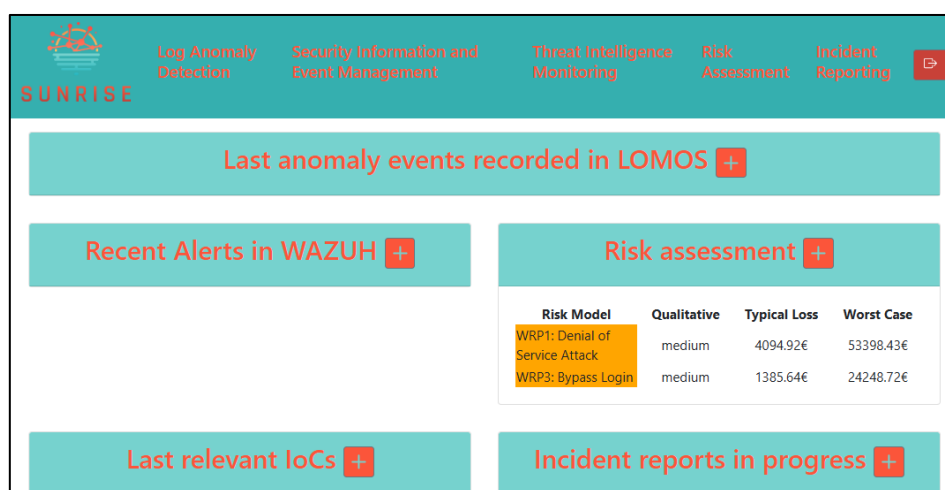 SUNRISE
Log Anomaly
Detection
Security Information and
Event Management
Threat Intelligence
Monitoring
Risk
Assessment
Incident
Reporting
Last anomaly events recorded in LOMOS +
Recent Alerts in WAZUH +
Risk assessment +
Risk Model Qualitative Typical Loss Worst Case
WRP1: Denial of
Service Attack medium 4094.92€ 53398.43€
WRP3: Bypass Login medium 1385.64€ 24248.72€
Last relevant IoCs +
Incident reports in progress +